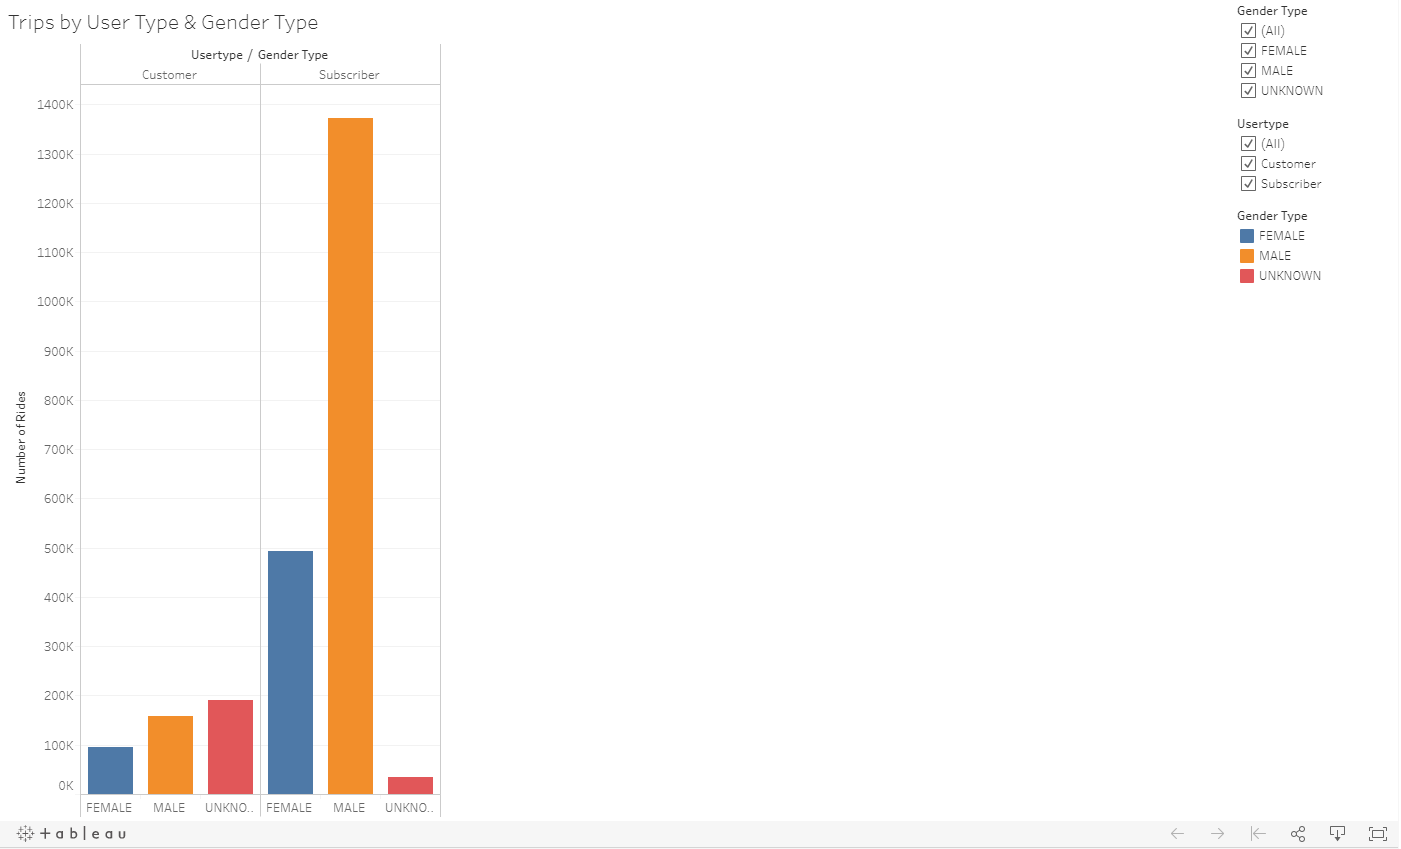 Trips by User Type & Gender Type
Usertype / Gender Type
Customer
Subscriber
1400K
1300K
1200K
1100K
1000K
900K
800K
700K
600K
500K
400K
300K
200K
100K
0K
Number of Rides
FEMALE
MALE
UNKNO..
FEMALE
MALE
UNKNO..
Gender Type
(All)
FEMALE
MALE
UNKNOWN
Usertype
(All)
Customer
Subscriber
Gender Type
FEMALE
MALE
UNKNOWN
+ableau